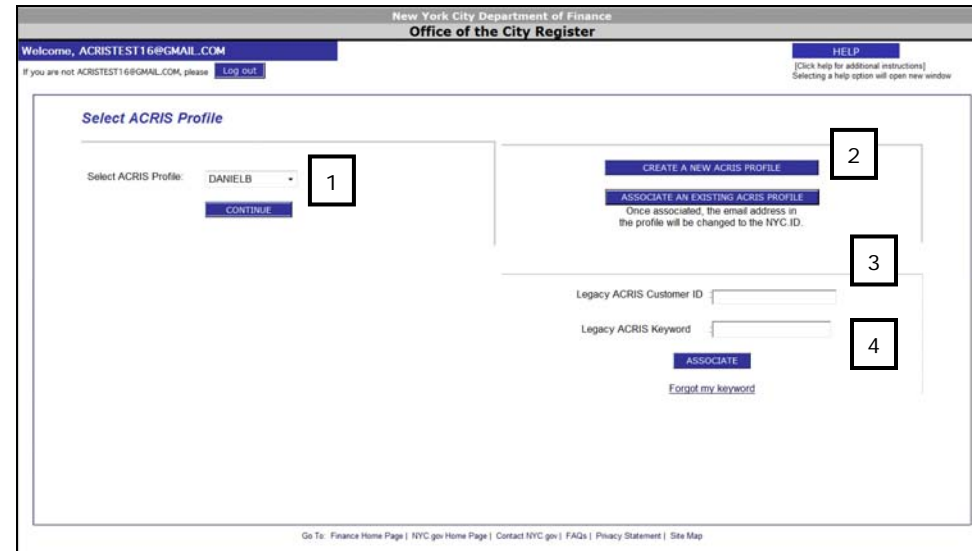 New York City Department of Finance
Office of the City Register
Welcome, ACRISTEST16@GMAIL.COM
HELP
If you are not ACRISTEST16@GMAIL.COM, please Log out
[Click help for additional instructions]
Selecting a help option will open new window
Select ACRIS Profile
2
CREATE A NEW ACRIS PROFILE
Select ACRIS Profile: DANIELB
1
ASSOCIATE AN EXISTING ACRIS PROFILE
CONTINUE
Once associated, the email address in
the profile will be changed to the NYC.ID.
3
Legacy ACRIS Customer ID :
Legacy ACRIS Keyword :
4
ASSOCIATE
Forgot my keyword
Go To: Finance Home Page | NYC.gov Home Page | Contact NYC.gov | FAQs | Privacy Statement | Site Map